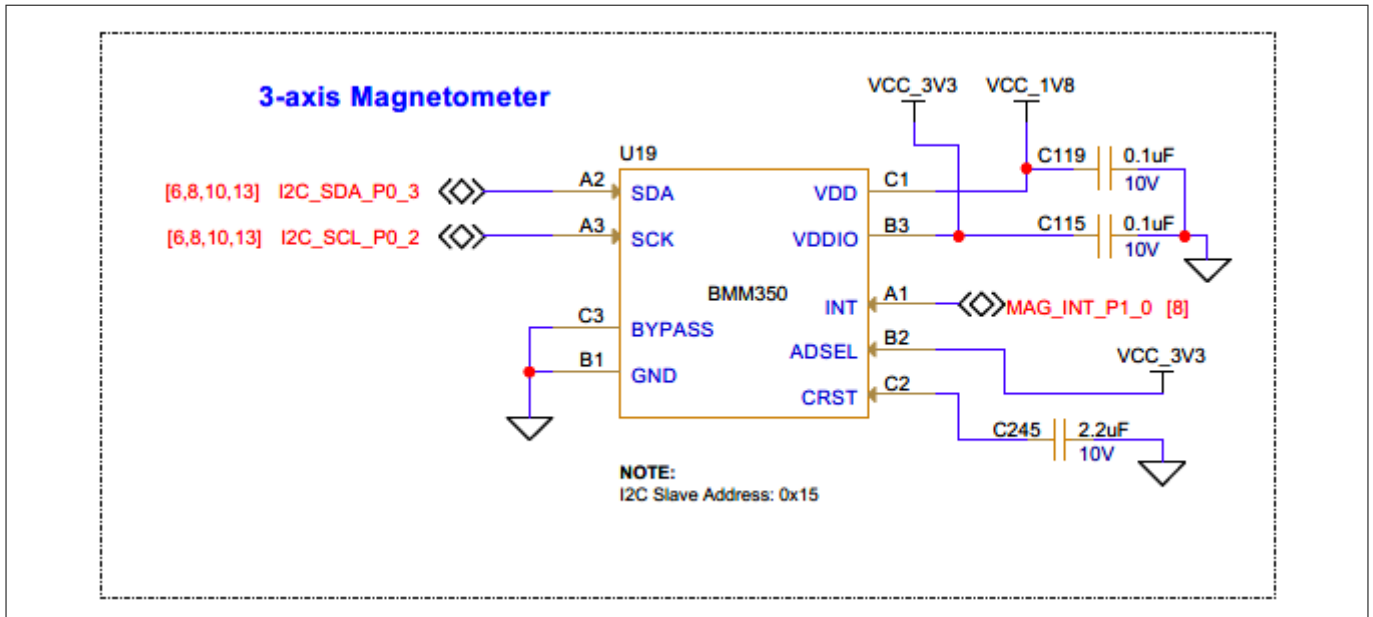 3-axis Magnetometer
VCC_3V3
VCC_1V8
U19
C119
0.1uF
10V
[6,8,10,13] I2C_SDA_P0_3
A2
SDA
VDD
C1
[6,8,10,13] I2C_SCL_P0_2
A3
SCK
VDDIO
B3
C115
0.1uF
10V
BMM350
INT
A1
MAG_INT_P1_0 [8]
C3
BYPASS
ADSEL
B2
VCC_3V3
B1
GND
CRST
C2
C245
2.2uF
10V
NOTE:
I2C Slave Address: 0x15